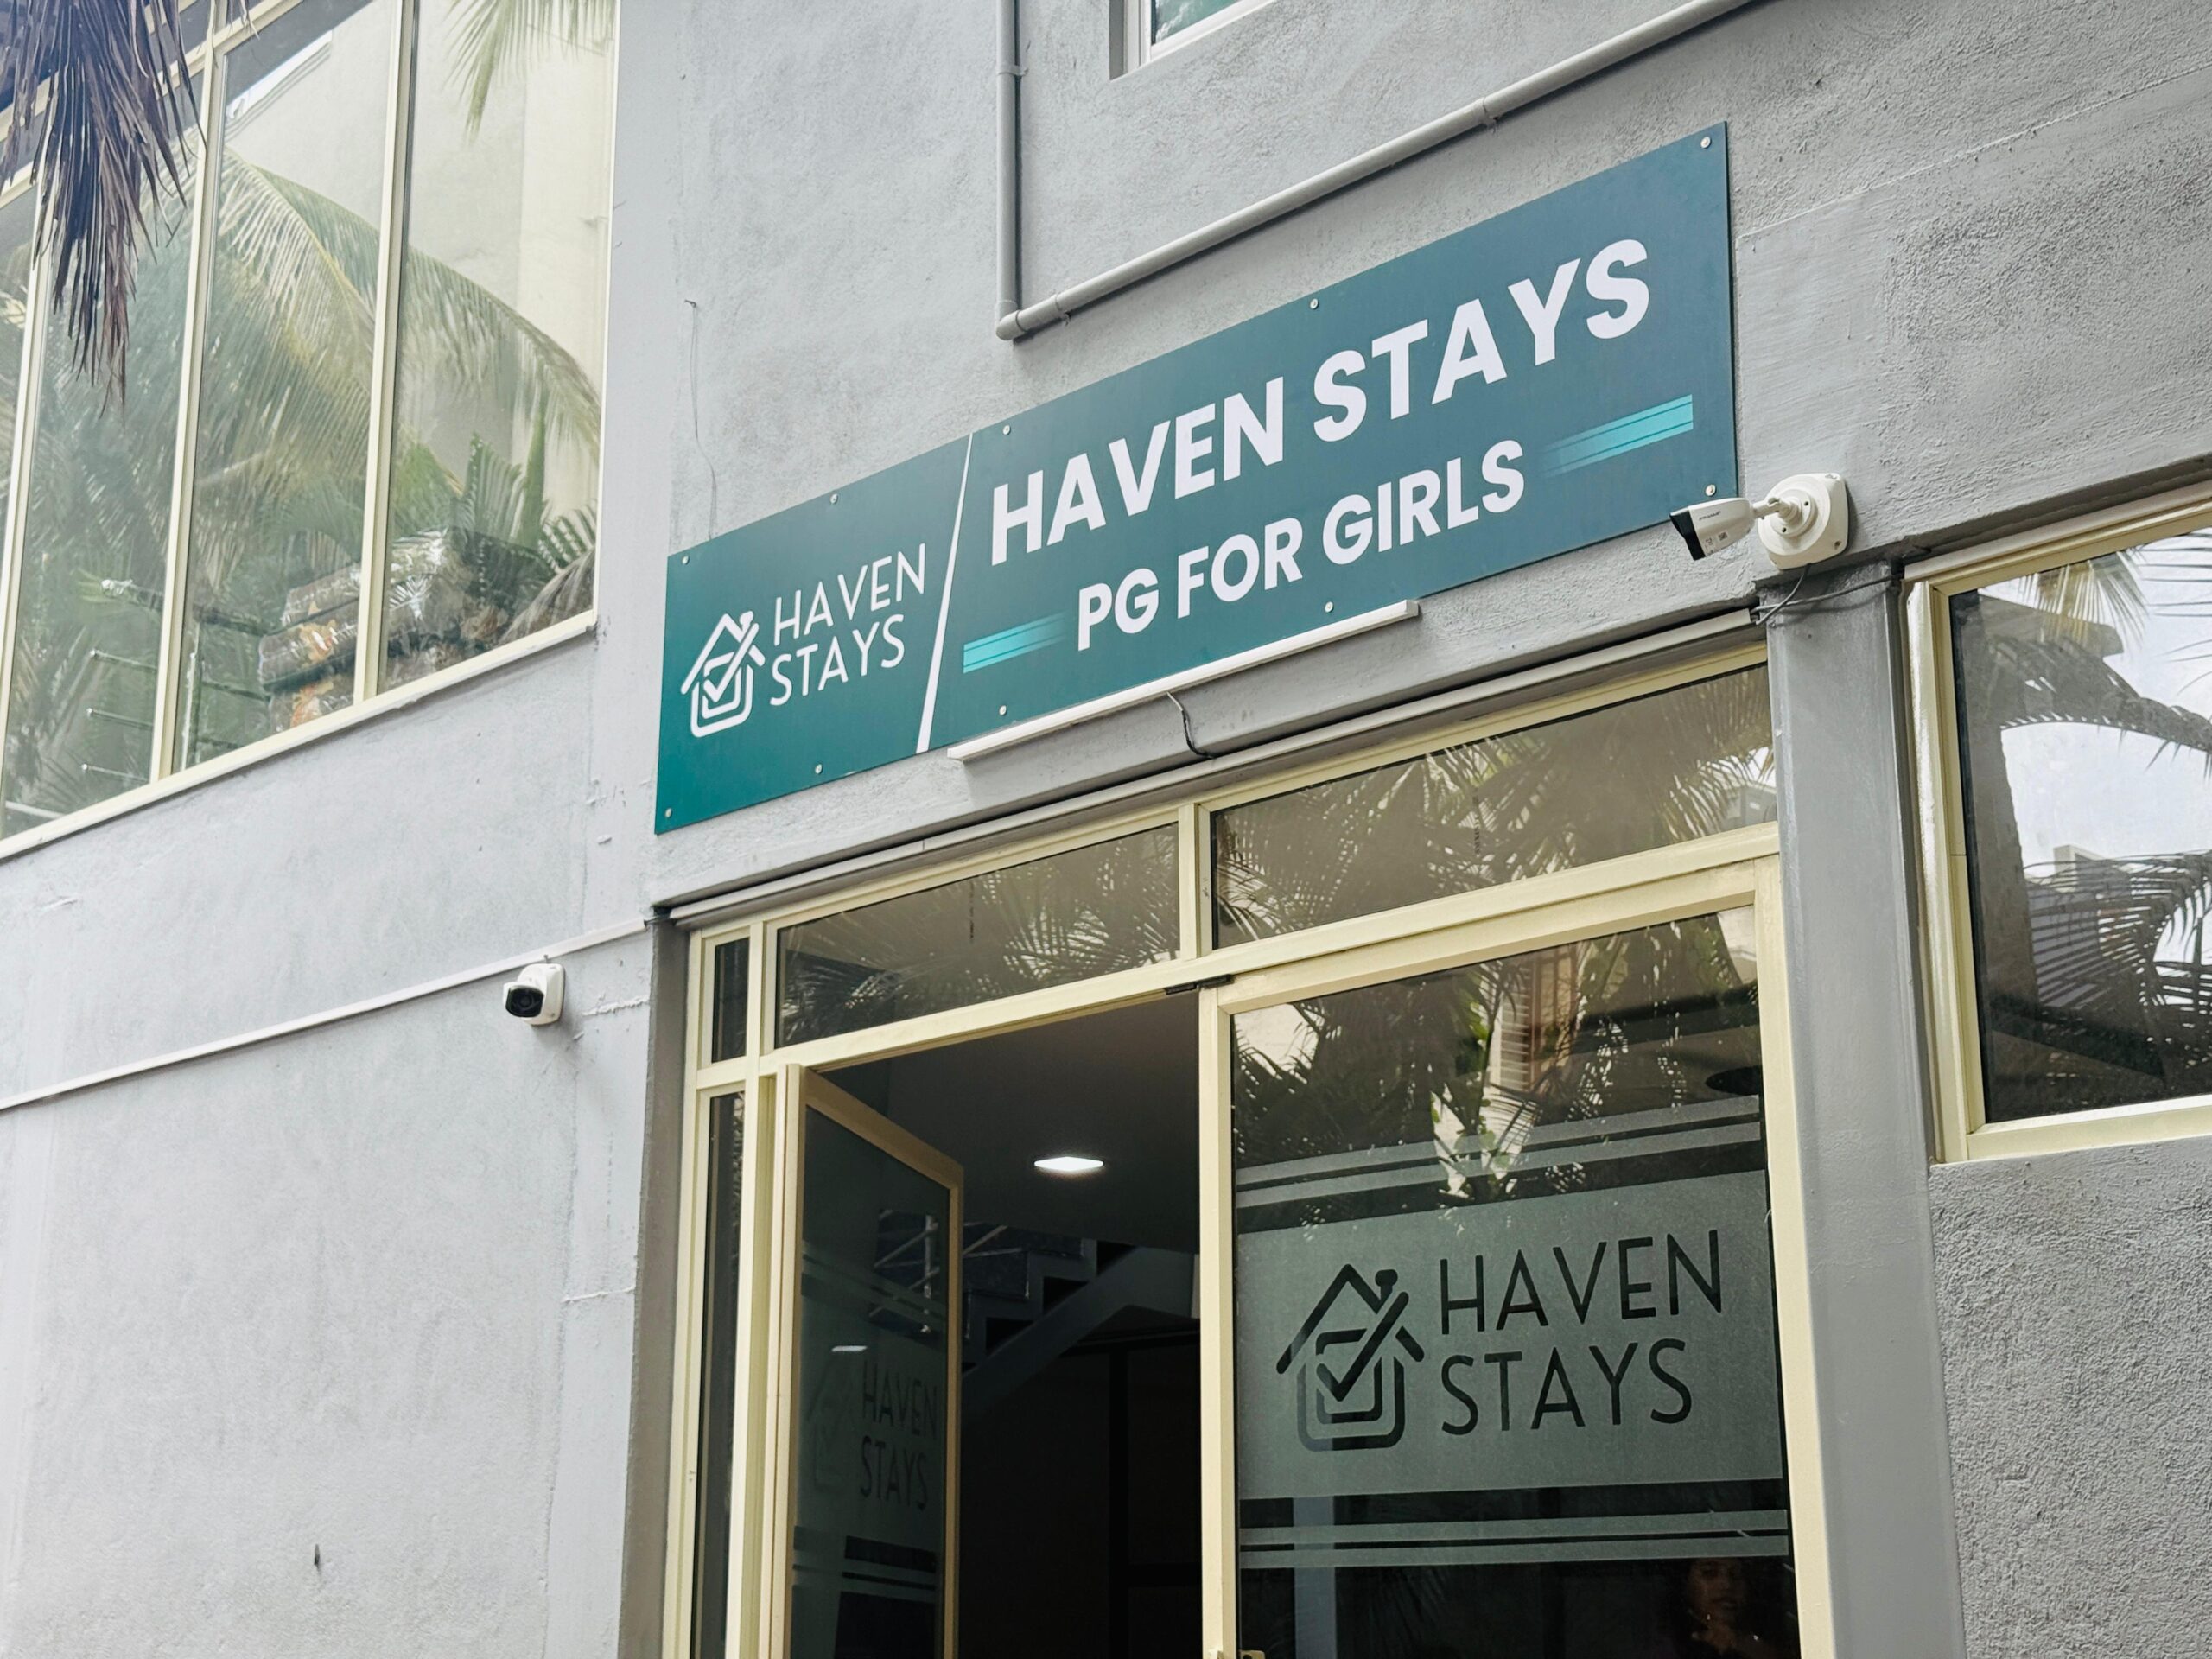 HAVEN STAYS
PG FOR GIRLS
HAVEN
STAYS
HAVEN
STAYS
HAVEN
STAYS